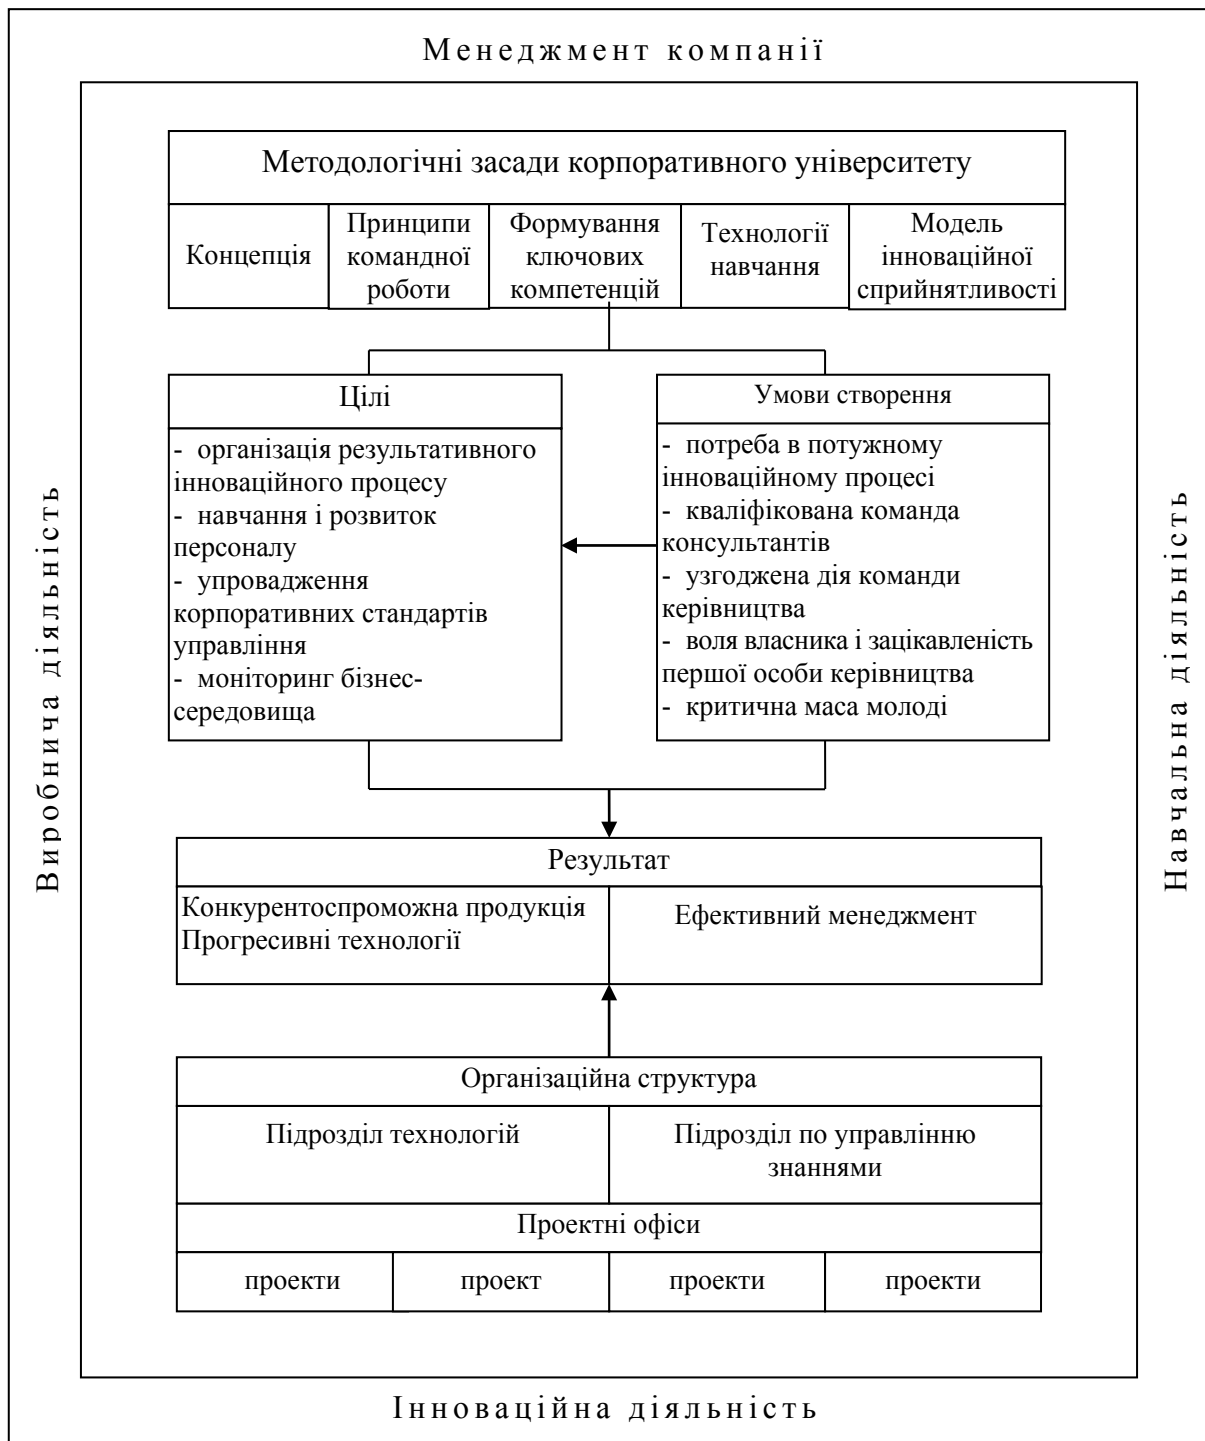 Менеджмент компанії
Методологічні засади корпоративного університету
Концепція
Принципи
командної
роботи
Формування
ключових
компетенцій
Технології
навчання
Модель
інноваційної
сприйнятливості
Цілі
- організація результативного
інноваційного процесу
- навчання і розвиток
персоналу
- упровадження
корпоративних стандартів
управління
- моніторинг бізнес-
середовища
Умови створення
- потреба в потужному
інноваційному процесі
- кваліфікована команда
консультантів
- узгоджена дія команди
керівництва
- воля власника і зацікавленість
першої особи керівництва
- критична маса молоді
Виробнича діяльність
Навчальна діяльність
Результат
Конкурентоспроможна продукція
Прогресивні технології
Ефективний менеджмент
Організаційна структура
Підрозділ технологій
Підрозділ по управлінню
знаннями
Проектні офіси
проекти
проект
проекти
проекти
Інноваційна діяльність